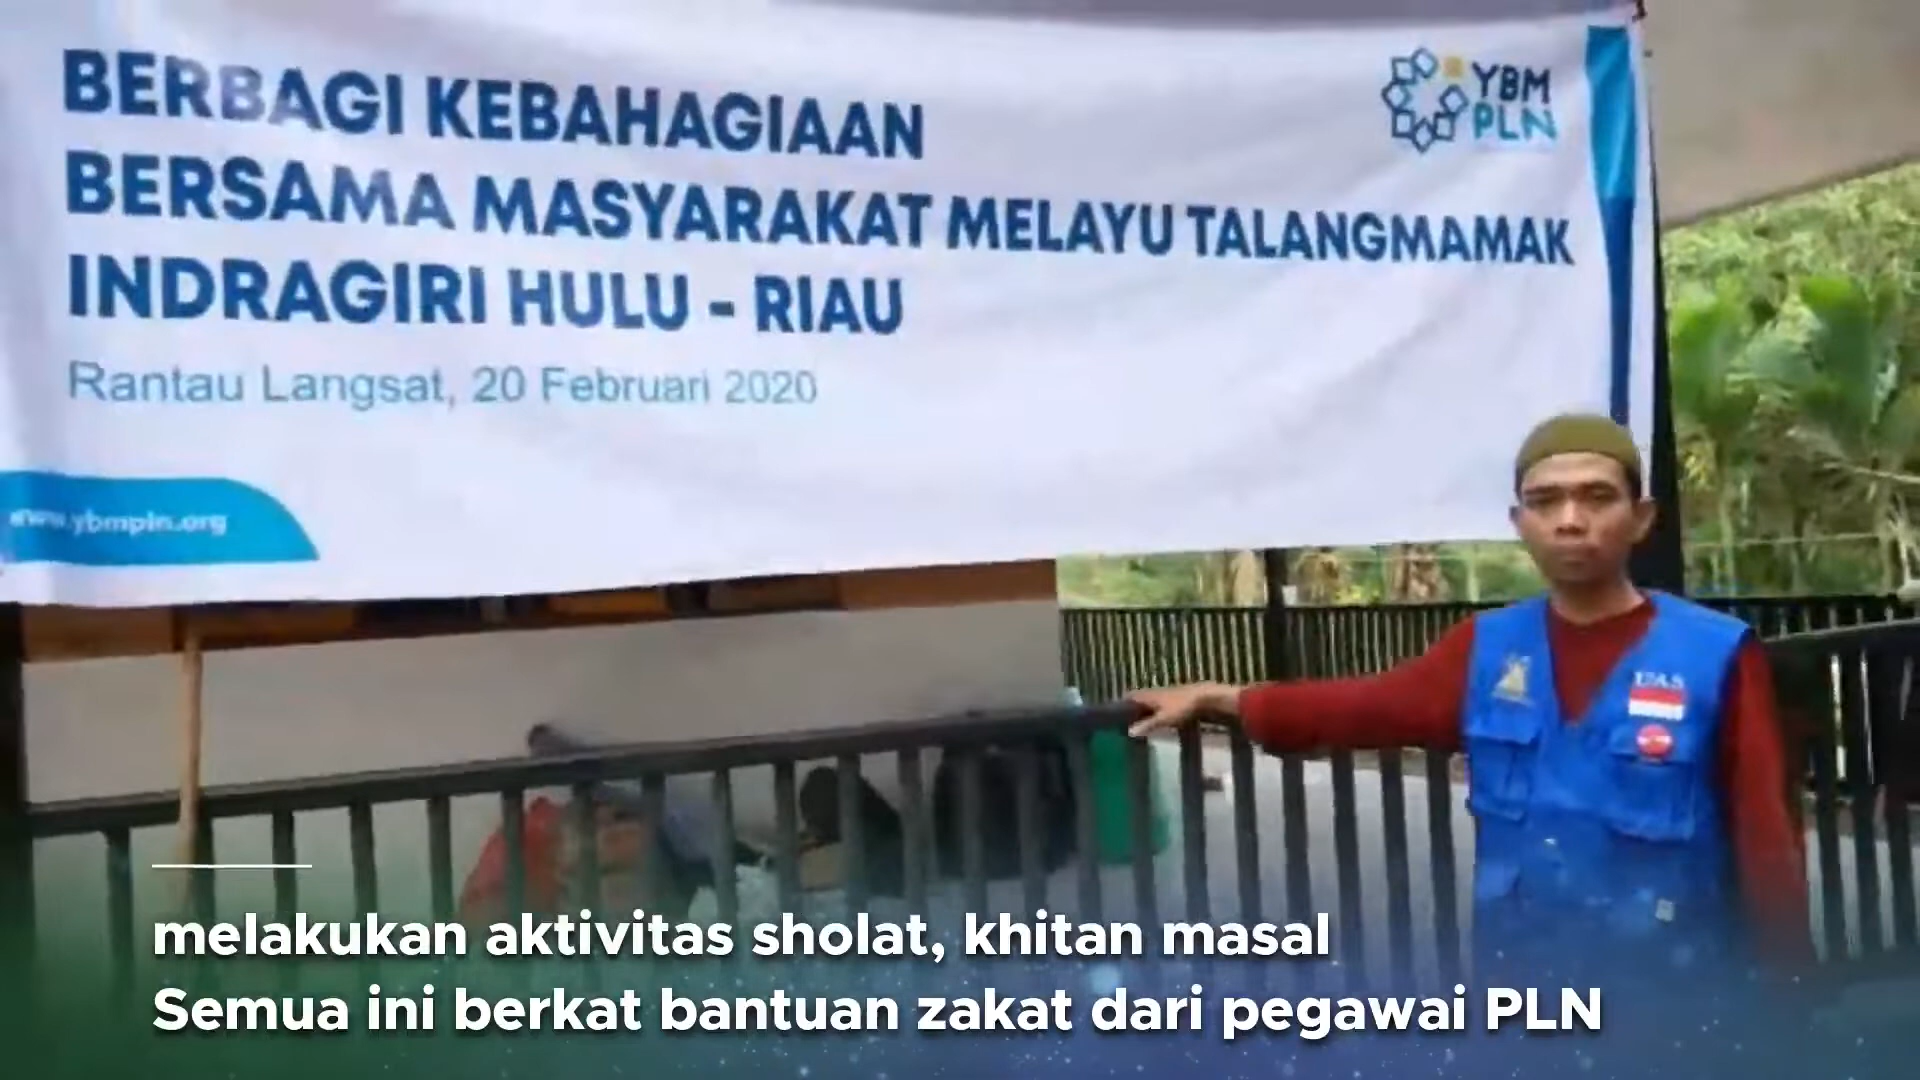 BERBAGI KEBAHAGIAAN
BERSAMA MASYARAKAT MELAYU TALANGMAMAK
INDRAGIRI HULU - RIAU
Rantau Langsat, 20 Februari 2020
YBM
PLN
www.ybmpln.org
UAS
melakukan aktivitas sholat, khitan masal
Semua ini berkat bantuan zakat dari pegawai PLN